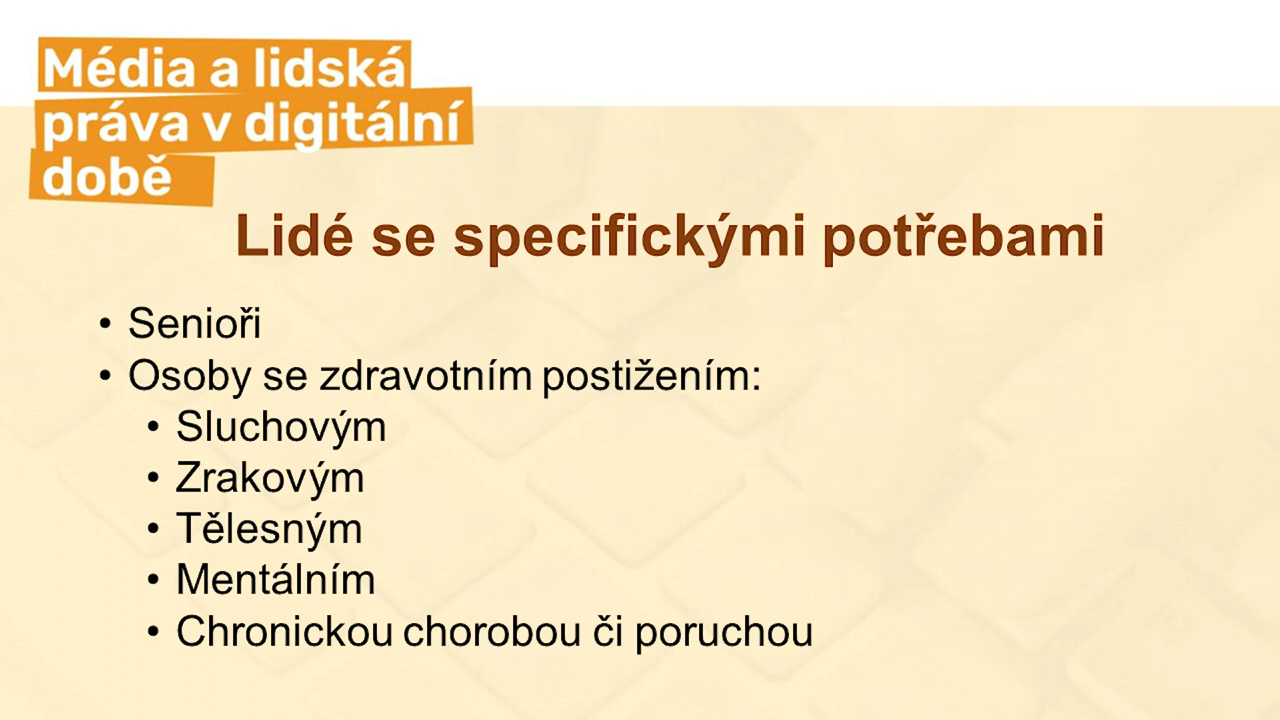 Média a lidská
práva v digitální
době
Lidé se specifickými potřebami
• Senioři
• Osoby se zdravotním postižením:
• Sluchovým
• Zrakovým
• Tělesným
• Mentálním
• Chronickou chorobou či poruchou